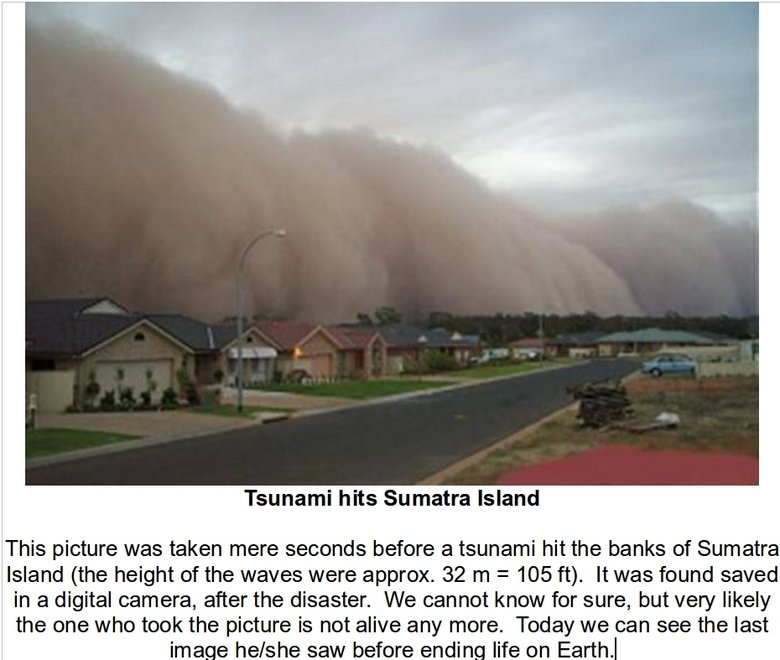 Tsunami hits Sumatra Island
This picture was taken mere seconds before a tsunami hit the banks of Sumatra
Island (the height of the waves were approx. 32 m = 105 ft).  It was found saved
in a digital camera, after the disaster.  We cannot know for sure, but very likely
the one who took the picture is not alive any more.  Today we can see the last
image he/she saw before ending life on Earth.